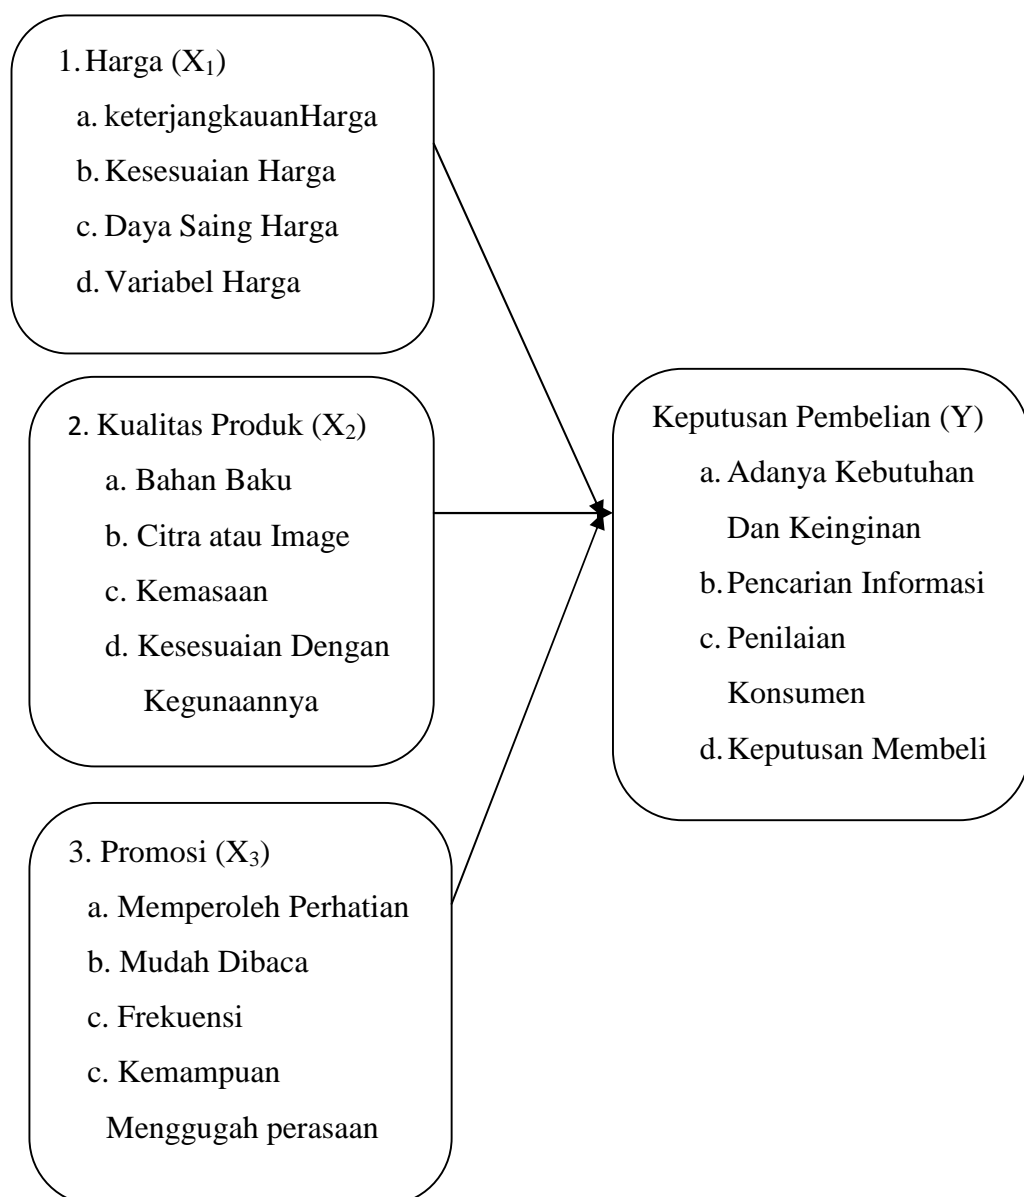 1. Harga (X₁)
a. keterjangkauanHarga
b. Kesesuaian Harga
c. Daya Saing Harga
d. Variabel Harga
2. Kualitas Produk (X₂)
a. Bahan Baku
b. Citra atau Image
c. Kemasaan
d. Kesesuaian Dengan
Kegunaannya
3. Promosi (X₃)
a. Memperoleh Perhatian
b. Mudah Dibaca
c. Frekuensi
c. Kemampuan
Menggugah perasaan
Keputusan Pembelian (Y)
a. Adanya Kebutuhan
Dan Keinginan
b. Pencarian Informasi
c. Penilaian
Konsumen
d. Keputusan Membeli